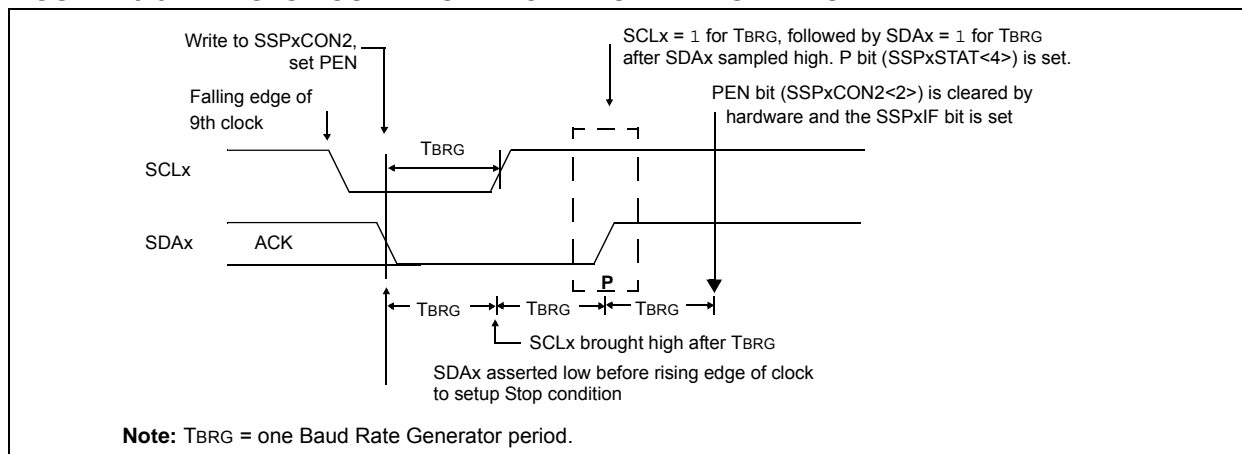 Write to SSPxCON2,
set PEN
SCLx = 1 for TBRG, followed by SDAx = 1 for TBRG
after SDAx sampled high. P bit (SSPxSTAT<4>) is set.
Falling edge of
9th clock
PEN bit (SSPxCON2<2>) is cleared by
hardware and the SSPxIF bit is set
TBRG
SCLx
SDAx
ACK
P
TBRG
TBRG
TBRG
SCLx brought high after TBRG
SDAx asserted low before rising edge of clock
to setup Stop condition
Note: TBRG = one Baud Rate Generator period.